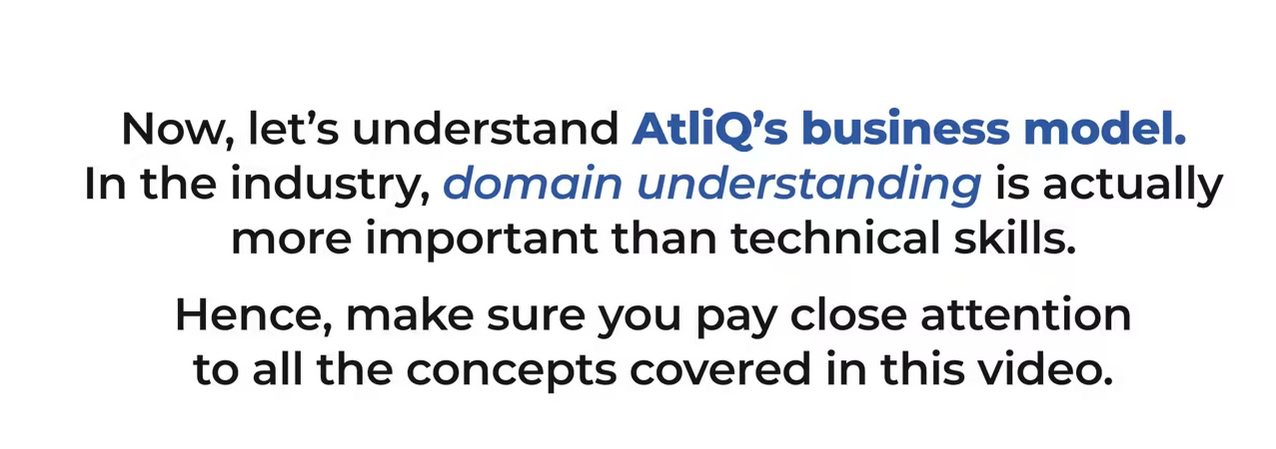 Now, let’s understand AtliQ’s business model.
In the industry, domain understanding is actually
more important than technical skills.
Hence, make sure you pay close attention
to all the concepts covered in this video.